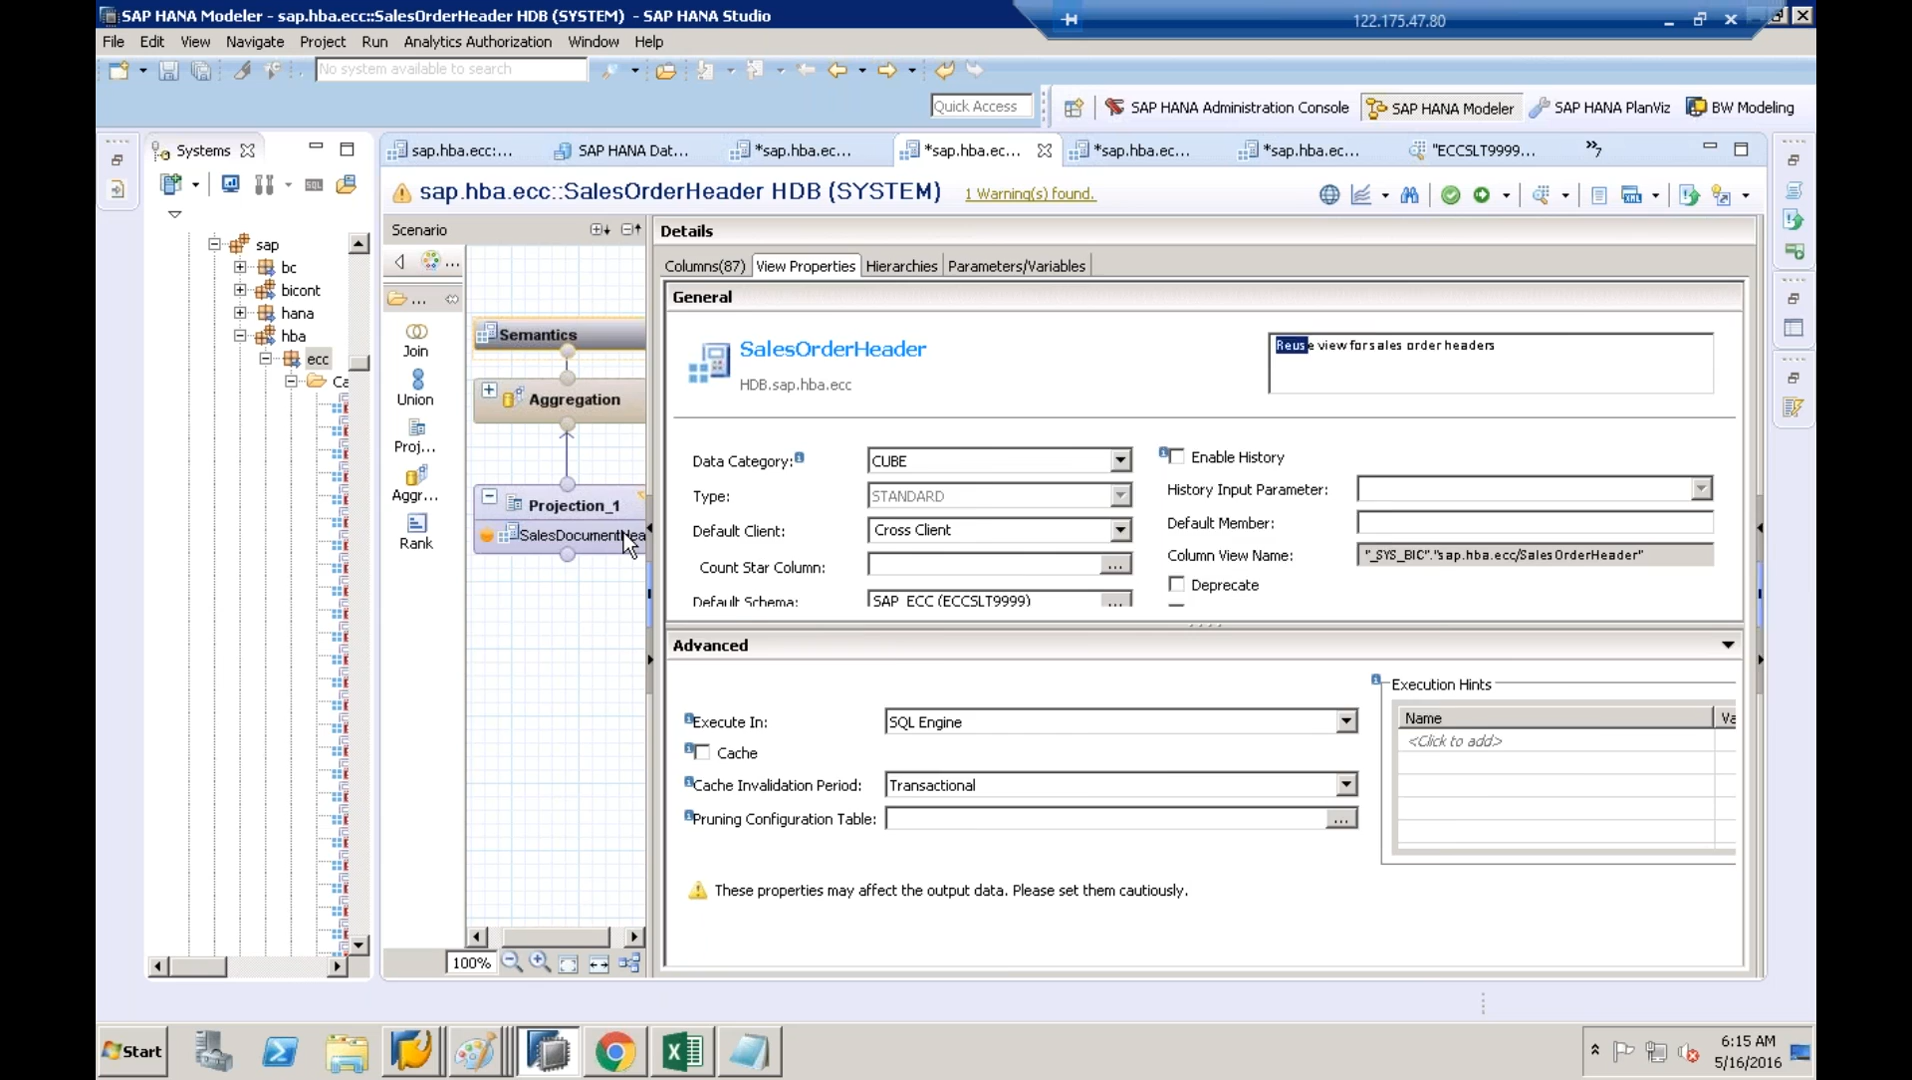 SAP HANA Modeler - sap.hba.ecc::SalesOrderHeader HDB (SYSTEM) - SAP HANA Studio
122.175.47.80
File Edit View Navigate Project Run Analytics Authorization Window Help
No system available to search
Quick Access
SAP HANA Administration Console
SAP HANA Modeler
SAP HANA PlanViz
BW Modeling
Systems
sap.hba.ecc:...
SAP HANA Dat...
*sap.hba.ec...
*sap.hba.ec...
*sap.hba.ec...
*sap.hba.ec...
"ECCSLT9999...
»7
SQL
sap.hba.ecc::SalesOrderHeader HDB (SYSTEM)
1 Warning(s) found.
sap
bc
bicont
hana
hba
ecc
Ca
Scenario
...
...
Join
Union
Proj...
Aggr...
Rank
Semantics
Aggregation
Projection_1
SalesDocumentHea
100%
Details
Columns(87)
View Properties
Hierarchies
Parameters/Variables
General
SalesOrderHeader
HDB.sap.hba.ecc
Reuse view for sales order headers
Data Category:
CUBE
Type:
STANDARD
Default Client:
Cross Client
Count Star Column:
...
Default Schema:
SAP_ECC (ECCSLT9999)
...
Enable History
History Input Parameter:
Default Member:
Column View Name:
"_SYS_BIC"."sap.hba.ecc/SalesOrderHeader"
Deprecate
Advanced
Execute In:
SQL Engine
Cache
Cache Invalidation Period:
Transactional
Pruning Configuration Table:
...
Execution Hints
Name
Va
<Click to add>
These properties may affect the output data. Please set them cautiously.
Start
6:15 AM
5/16/2016